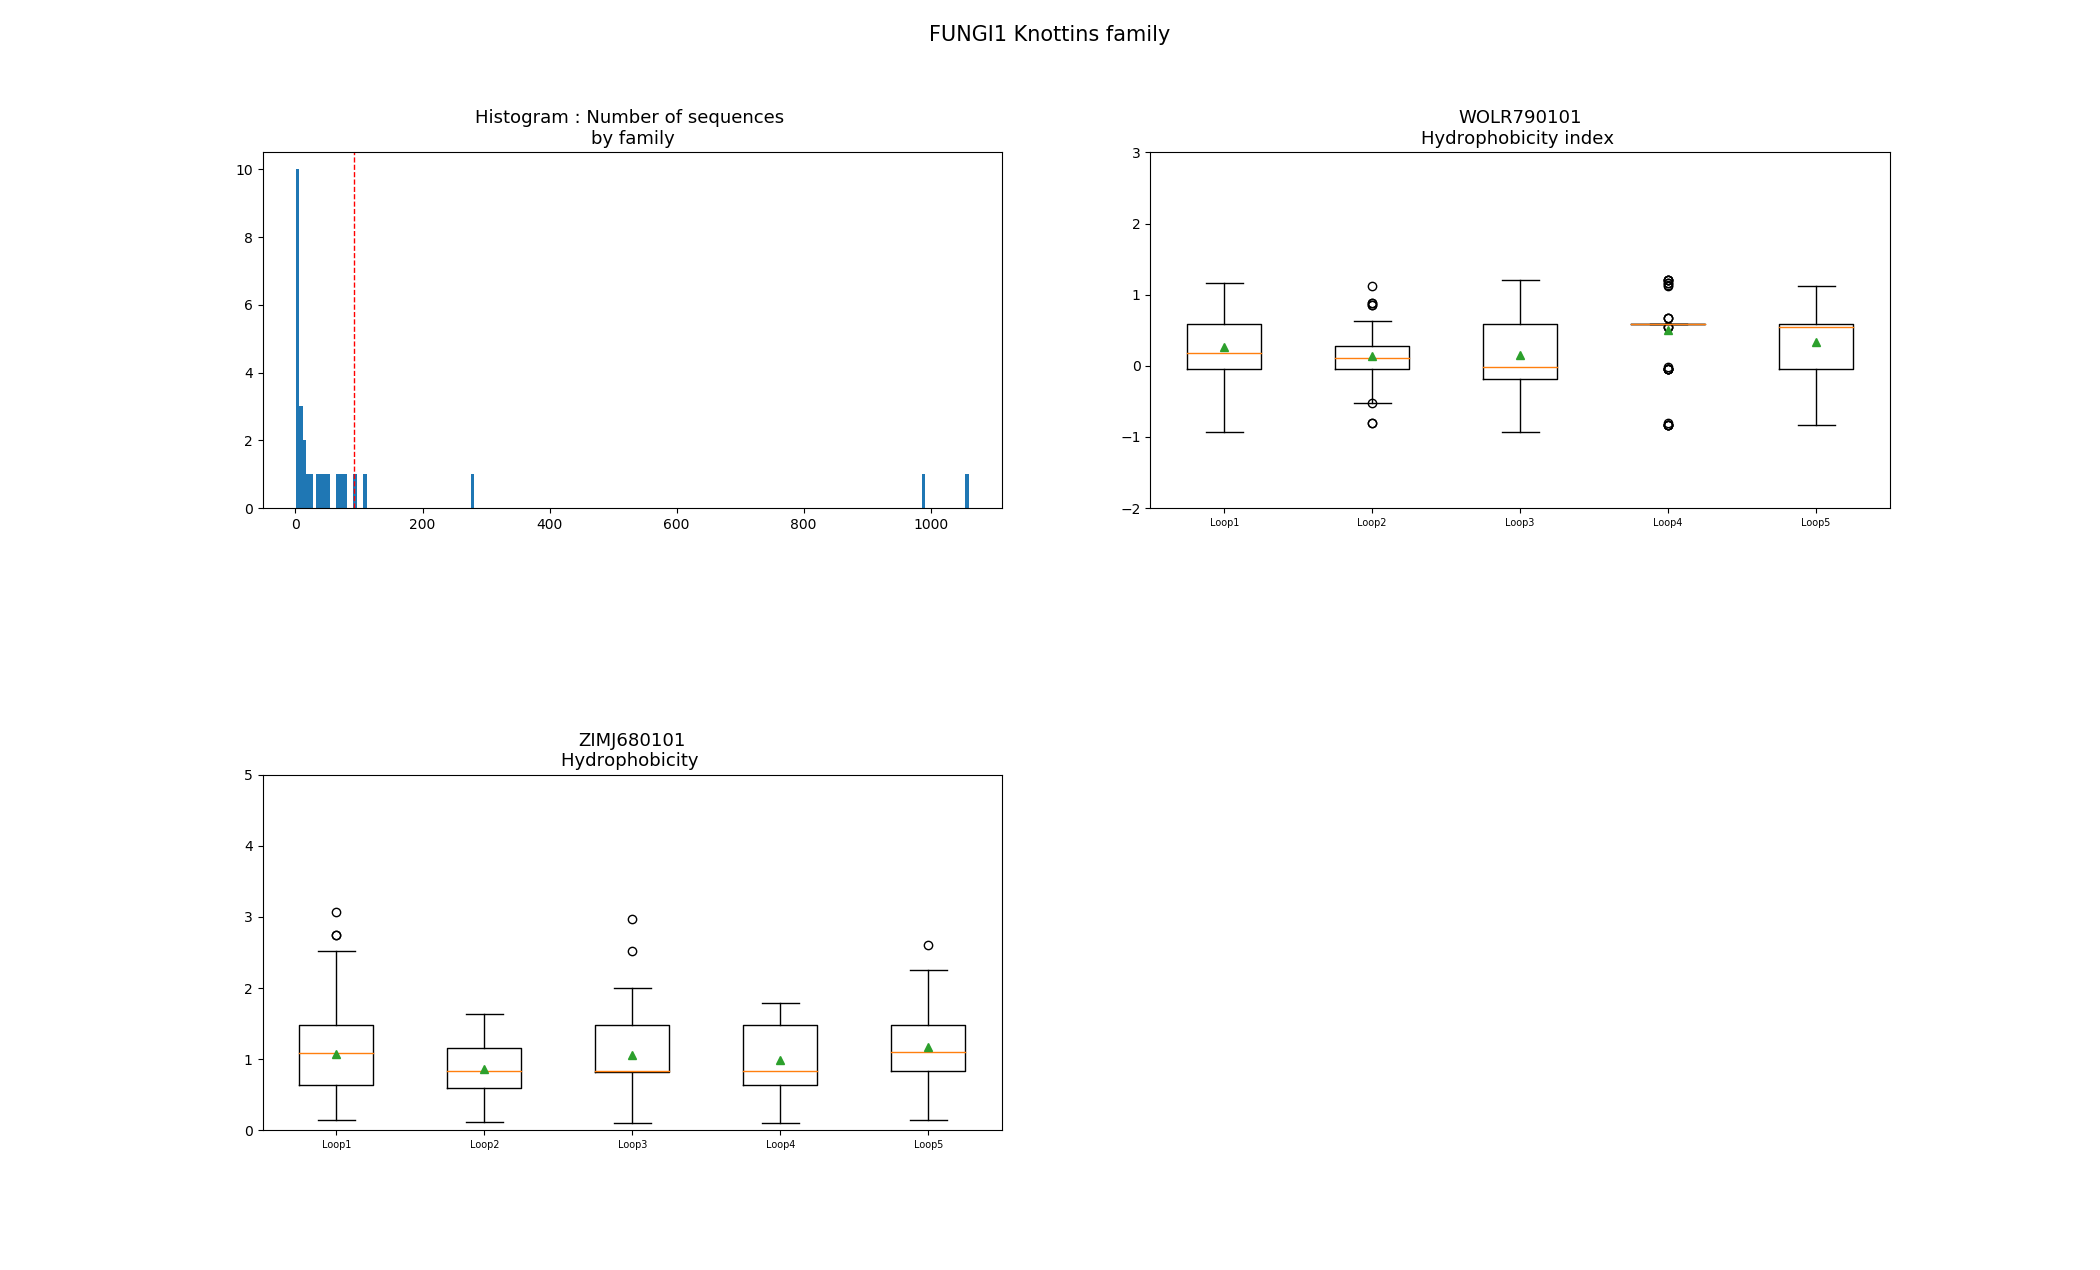 FUNGI1 Knottins family
Histogram : Number of sequences
by family
10
8
6
4
2
0
0 200 400 600 800 1000
WOLR790101
Hydrophobicity index
3
2
1
0
−1
−2
Loop1 Loop2 Loop3 Loop4 Loop5
ZIMJ680101
Hydrophobicity
5
4
3
2
1
0
Loop1 Loop2 Loop3 Loop4 Loop5